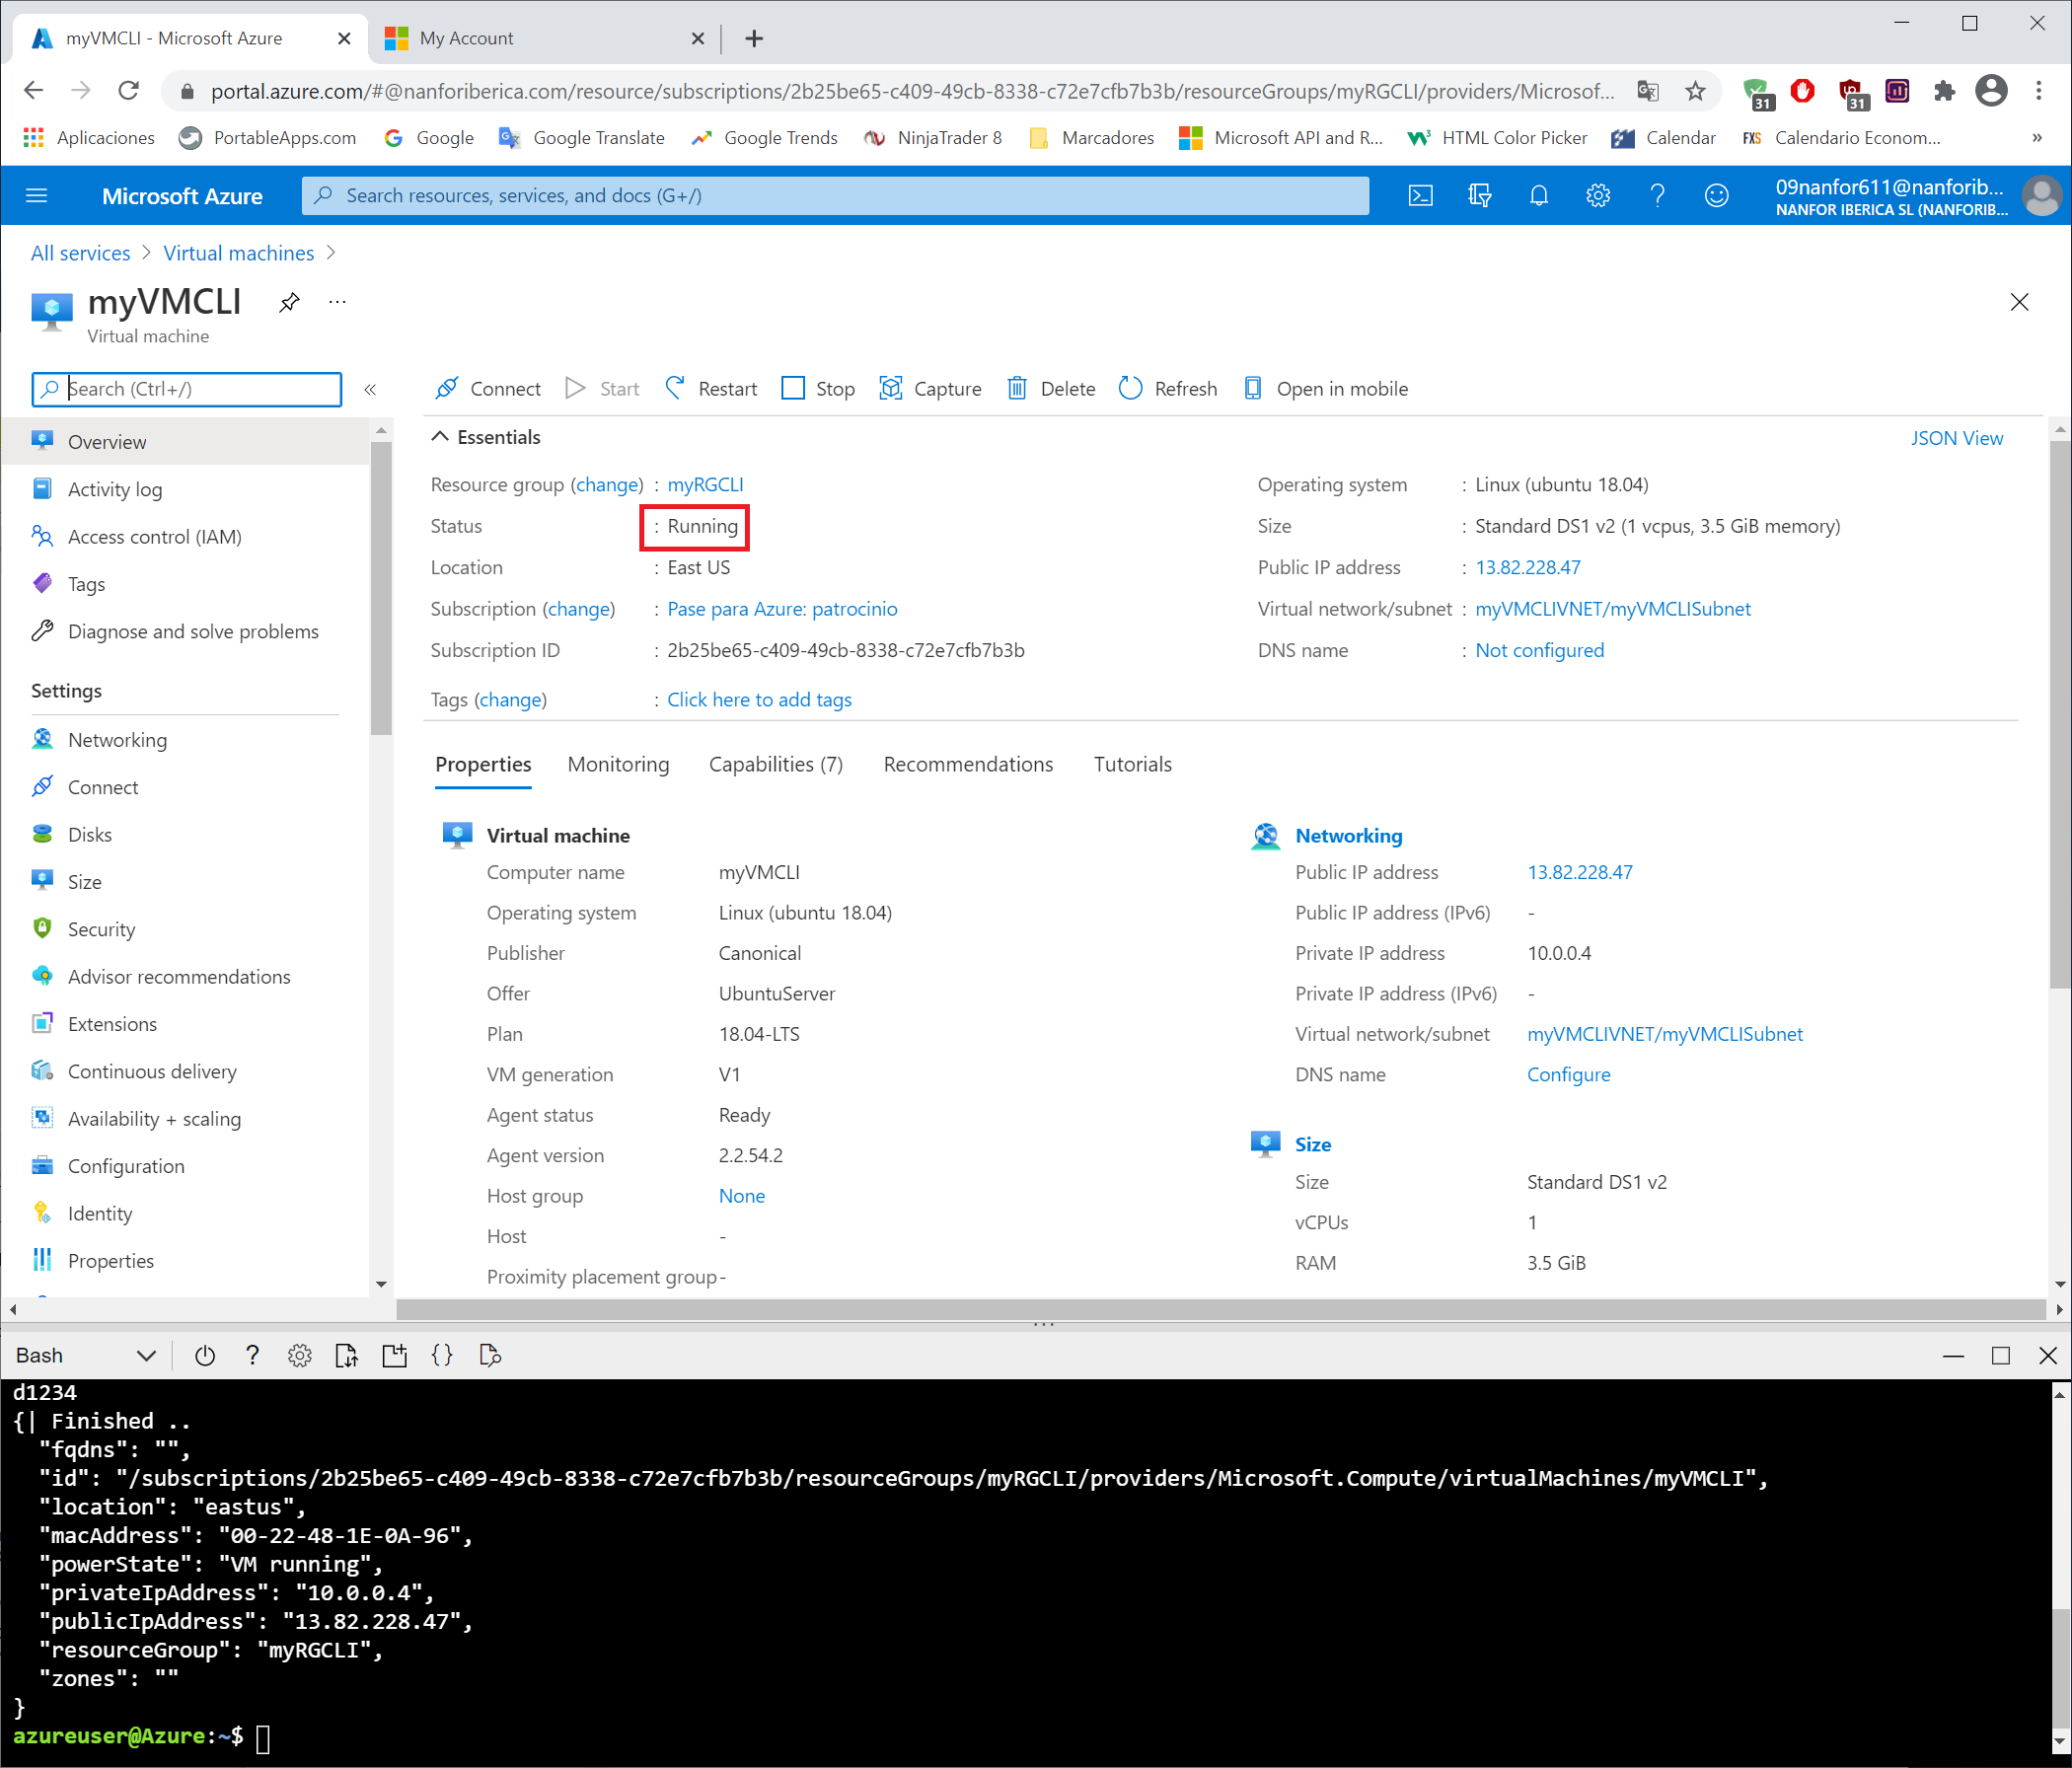 myVMCLI - Microsoft Azure
My Account
portal.azure.com/#@nanforiberica.com/resource/subscriptions/2b25be65-c409-49cb-8338-c72e7cfb7b3b/resourceGroups/myRGCLI/providers/Microsof...
31
31
Aplicaciones PortableApps.com Google Google Translate Google Trends NinjaTrader 8 Marcadores Microsoft API and R... HTML Color Picker Calendar FXS Calendario Econom... »
Microsoft Azure
Search resources, services, and docs (G+/)
09nanfor611@nanforib...
NANFOR IBERICA SL (NANFORIB...
All services > Virtual machines >
myVMCLI ...
Virtual machine
Search (Ctrl+/) «
Connect Start Restart Stop Capture Delete Refresh Open in mobile
Overview
Activity log
Access control (IAM)
Tags
Diagnose and solve problems
Settings
Networking
Connect
Disks
Size
Security
Advisor recommendations
Extensions
Continuous delivery
Availability + scaling
Configuration
Identity
Properties
Essentials JSON View
Resource group (change) : myRGCLI
Status : Running
Location : East US
Subscription (change) : Pase para Azure: patrocinio
Subscription ID : 2b25be65-c409-49cb-8338-c72e7cfb7b3b
Tags (change) : Click here to add tags
Operating system : Linux (ubuntu 18.04)
Size : Standard DS1 v2 (1 vcpus, 3.5 GiB memory)
Public IP address : 13.82.228.47
Virtual network/subnet : myVMCLIVNET/myVMCLISubnet
DNS name : Not configured
Properties Monitoring Capabilities (7) Recommendations Tutorials
Virtual machine
Computer name myVMCLI
Operating system Linux (ubuntu 18.04)
Publisher Canonical
Offer UbuntuServer
Plan 18.04-LTS
VM generation V1
Agent status Ready
Agent version 2.2.54.2
Host group None
Host -
Proximity placement group -
Networking
Public IP address 13.82.228.47
Public IP address (IPv6) -
Private IP address 10.0.0.4
Private IP address (IPv6) -
Virtual network/subnet myVMCLIVNET/myVMCLISubnet
DNS name Configure
Size
Size Standard DS1 v2
vCPUs 1
RAM 3.5 GiB
Bash
d1234
{| Finished ..
"fqdns": "",
"id": "/subscriptions/2b25be65-c409-49cb-8338-c72e7cfb7b3b/resourceGroups/myRGCLI/providers/Microsoft.Compute/virtualMachines/myVMCLI",
"location": "eastus",
"macAddress": "00-22-48-1E-0A-96",
"powerState": "VM running",
"privateIpAddress": "10.0.0.4",
"publicIpAddress": "13.82.228.47",
"resourceGroup": "myRGCLI",
"zones": ""
}
azureuser@Azure:~$